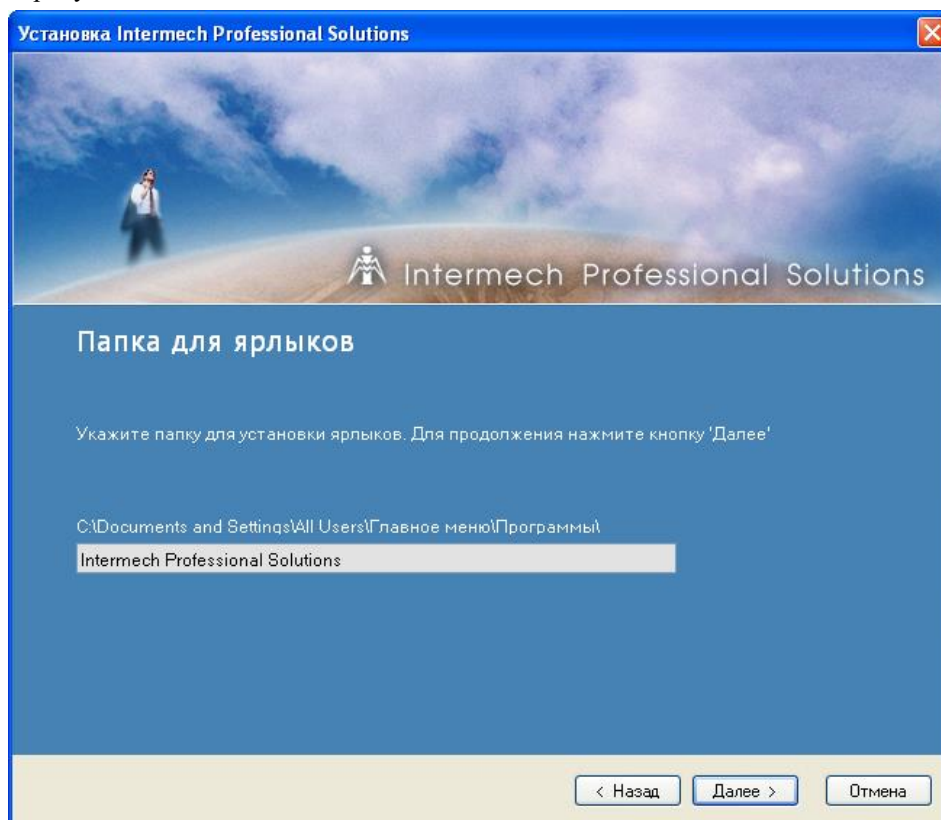 Установка Intermech Professional Solutions
Intermech Professional Solutions
Папка для ярлыков
Укажите папку для установки ярлыков. Для продолжения нажмите кнопку 'Далее'
C:\Documents and Settings\All Users\Главное меню\Программы\
Intermech Professional Solutions
< Назад Далее > Отмена